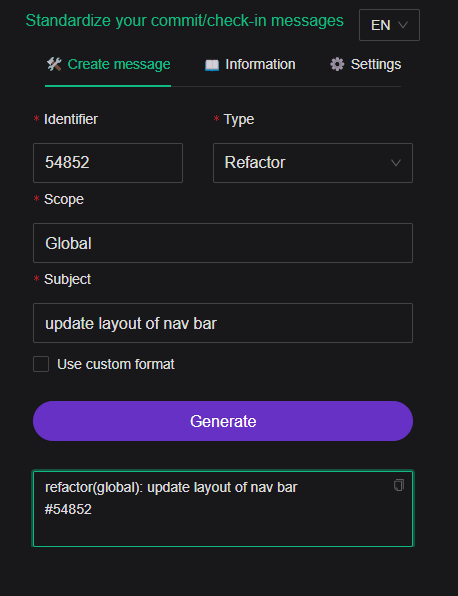 Standardize your commit/check-in messages
EN
Create message
Information
Settings
* Identifier
* Type
54852
Refactor
* Scope
Global
* Subject
update layout of nav bar
Use custom format
Generate
refactor(global): update layout of nav bar
#54852